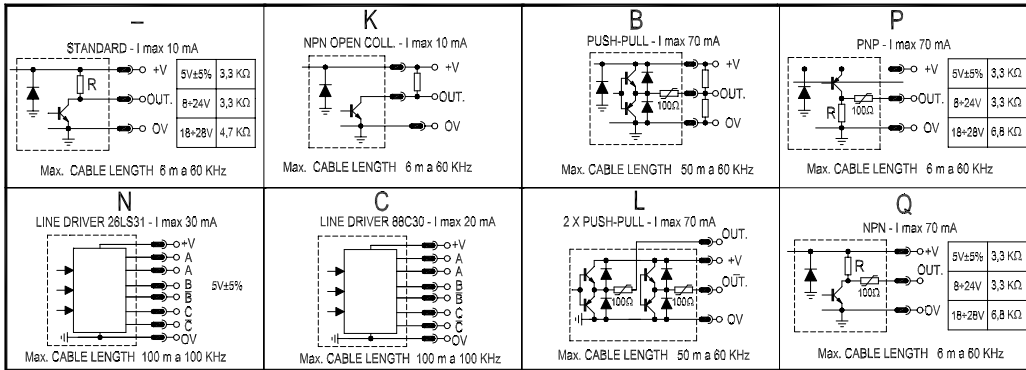 –
STANDARD - I max 10 mA
+V
R
OUT.
0V
5V±5% 3,3 KΩ
8÷24V 3,3 KΩ
18÷28V 4,7 KΩ
Max. CABLE LENGTH 6 m a 60 KHz
K
NPN OPEN COLL. - I max 10 mA
+V
OUT.
0V
Max. CABLE LENGTH 6 m a 60 KHz
B
PUSH-PULL - I max 70 mA
+V
OUT.
100Ω
0V
Max. CABLE LENGTH 50 m a 60 KHz
P
PNP - I max 70 mA
+V
OUT.
R
100Ω
0V
5V±5% 3,3 KΩ
8÷24V 3,3 KΩ
18÷28V 6,8 KΩ
Max. CABLE LENGTH 6 m a 60 KHz
N
LINE DRIVER 26LS31 - I max 30 mA
+V
A
A
B
B̅
C
C̅
0V
5V±5%
Max. CABLE LENGTH 100 m a 100 KHz
C
LINE DRIVER 88C30 - I max 20 mA
+V
A
A
B
B̅
C
C̅
0V
Max. CABLE LENGTH 100 m a 100 KHz
L
2 X PUSH-PULL - I max 70 mA
OUT.
+V
OU̅T.
100Ω
100Ω
0V
Max. CABLE LENGTH 50 m a 60 KHz
Q
NPN - I max 70 mA
+V
R
OUT.
100Ω
0V
5V±5% 3,3 KΩ
8÷24V 3,3 KΩ
18÷28V 6,8 KΩ
Max. CABLE LENGTH 6 m a 60 KHz